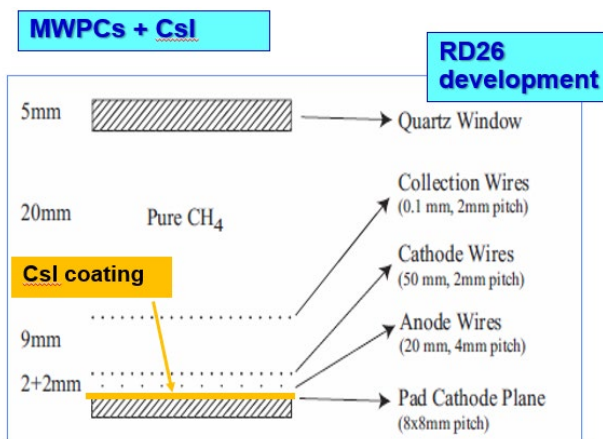 MWPCs + CsI
RD26
development
5mm
Quartz Window
20mm
Pure CH4
Collection Wires
(0.1 mm, 2mm pitch)
CsI coating
Cathode Wires
(50 mm, 2mm pitch)
9mm
Anode Wires
(20 mm, 4mm pitch)
2+2mm
Pad Cathode Plane
(8x8mm pitch)